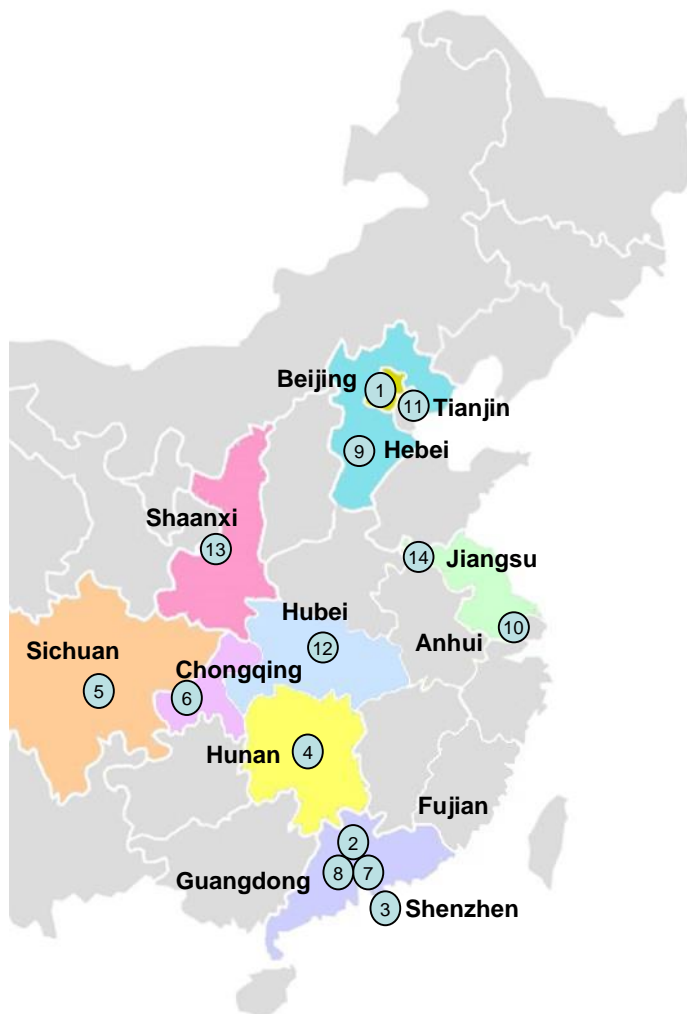 Beijing
1
11
Tianjin
9
Hebei
Shaanxi
13
14
Jiangsu
Hubei
10
Anhui
12
Sichuan
Chongqing
5
6
Hunan
4
Fujian
2
Guangdong
8
7
3
Shenzhen